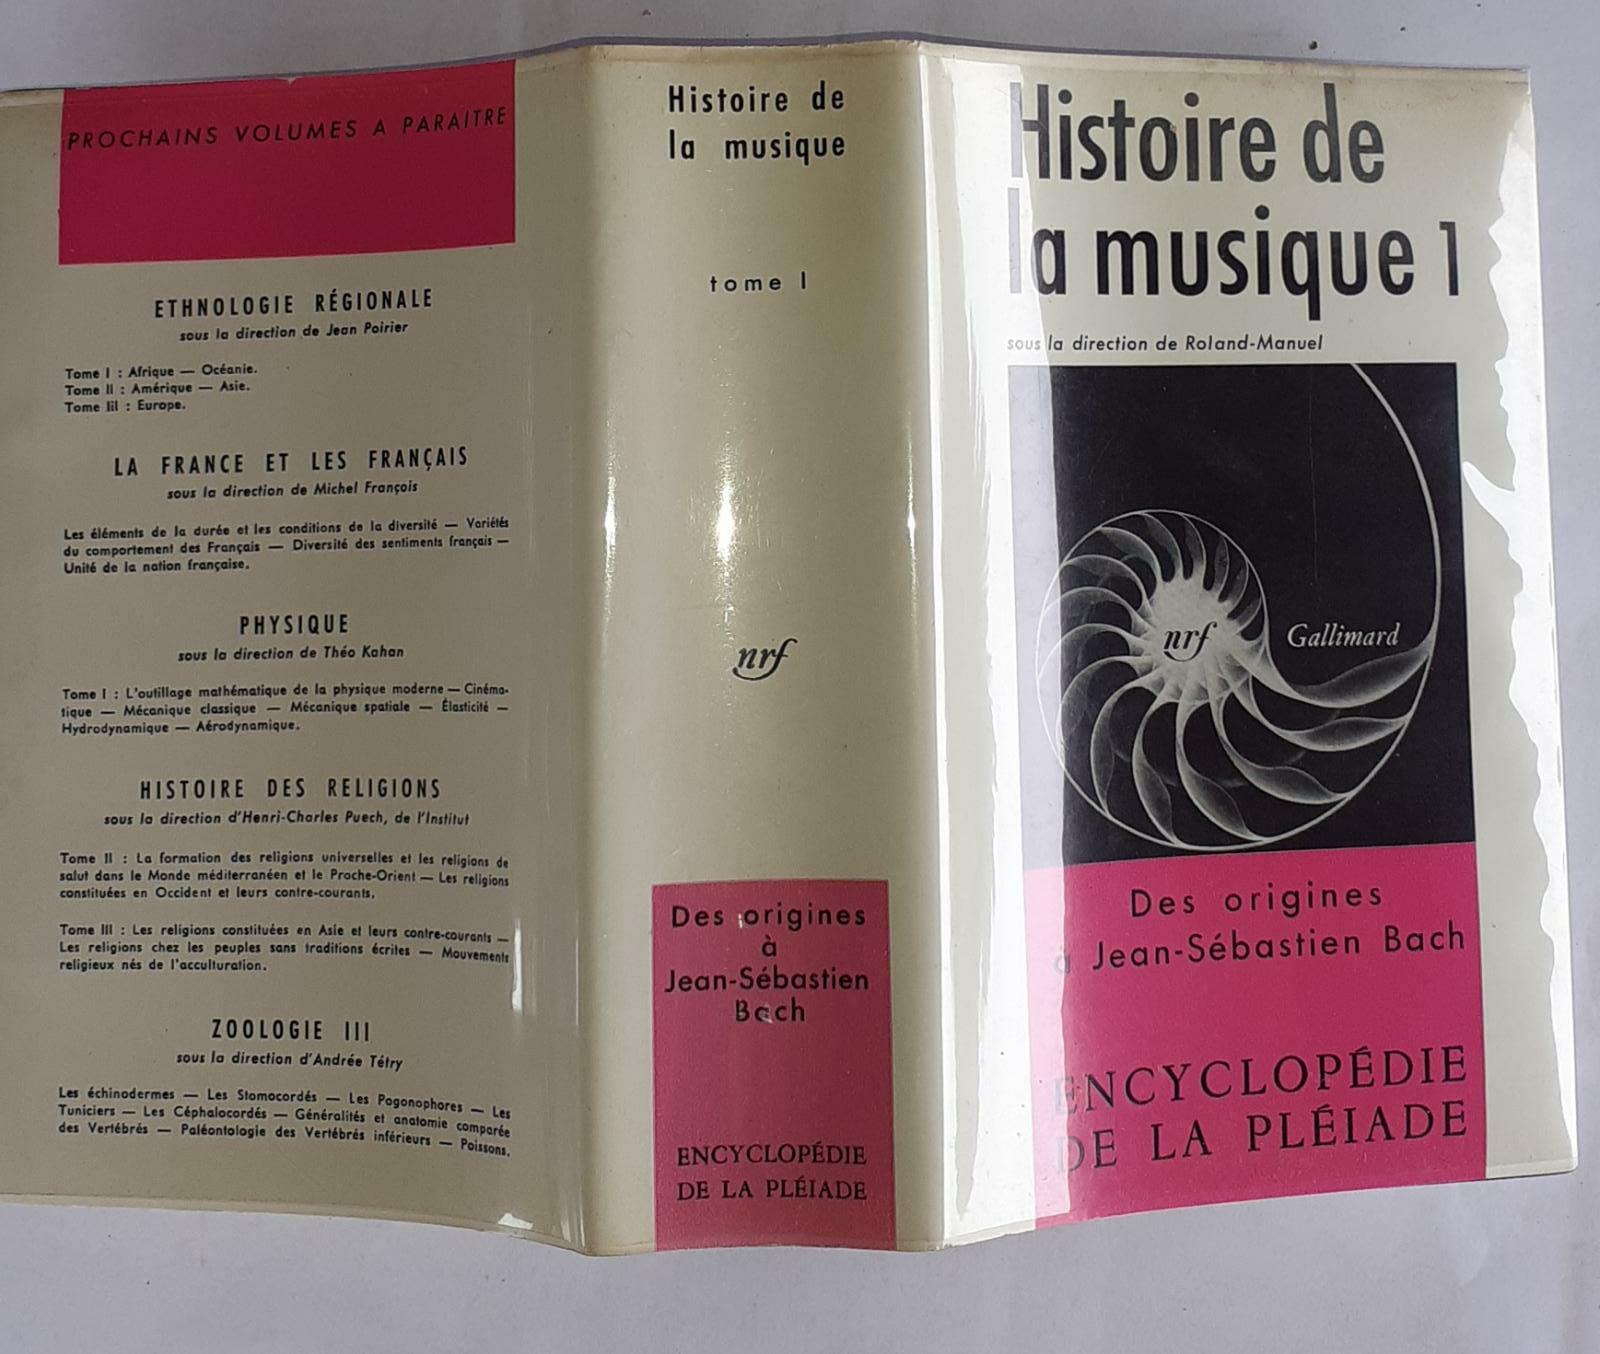 PROCHAINS VOLUMES A PARAITRE
ETHNOLOGIE RÉGIONALE
sous la direction de Jean Poirier
Tome I : Afrique — Océanie.
Tome II : Amérique — Asie.
Tome Iil : Europe.
LA FRANCE ET LES FRANÇAIS
sous la direction de Michel François
Les éléments de la durée et les conditions de la diversité — Variétés
du comportement des Français — Diversité des sentiments français —
Unité de la nation française.
PHYSIQUE
sous la direction de Théo Kahan
Tome I : L'outillage mathématique de la physique moderne — Cinéma-
tique — Mécanique classique — Mécanique spatiale — Élasticité —
Hydrodynamique — Aérodynamique.
HISTOIRE DES RELIGIONS
sous la direction d'Henri-Charles Puech, de l'Institut
Tome II : La formation des religions universelles et les religions de
salut dans le Monde méditerranéen et le Proche-Orient — Les religions
constituées en Occident et leurs contre-courants.
Tome III : Les religions constituées en Asie et leurs contre-courants —
Les religions chez les peuples sans traditions écrites — Mouvements
religieux nés de l'acculturation.
ZOOLOGIE III
sous la direction d'Andrée Tétry
Les échinodermes — Les Stomocordés — Les Pogonophores — Les
Tuniciers — Les Céphalocordés — Généralités et anatomie comparée
des Vertébrés — Paléontologie des Vertébrés inférieurs — Poissons.
Histoire de
la musique
tome I
nrf
Des origines
à
Jean-Sébastien
Bach
ENCYCLOPÉDIE
DE LA PLÉIADE
Histoire de
la musique 1
sous la direction de Roland-Manuel
nrf
Gallimard
Des origines
à Jean-Sébastien Bach
ENCYCLOPÉDIE
DE LA PLÉIADE